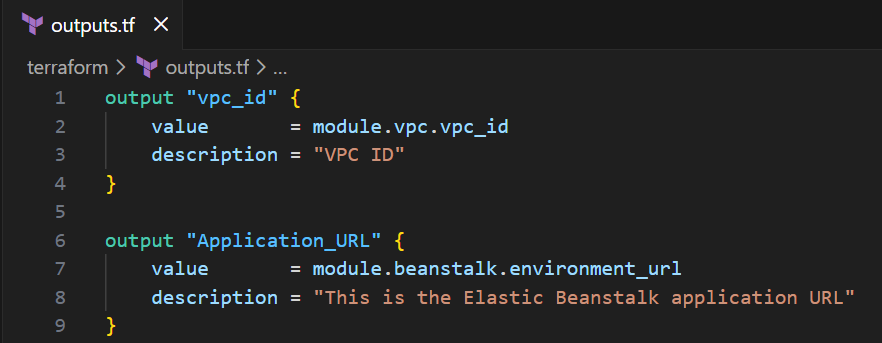 outputs.tf
terraform > outputs.tf > ...
1 output "vpc_id" {
2     value       = module.vpc.vpc_id
3     description = "VPC ID"
4 }
5
6 output "Application_URL" {
7     value       = module.beanstalk.environment_url
8     description = "This is the Elastic Beanstalk application URL"
9 }